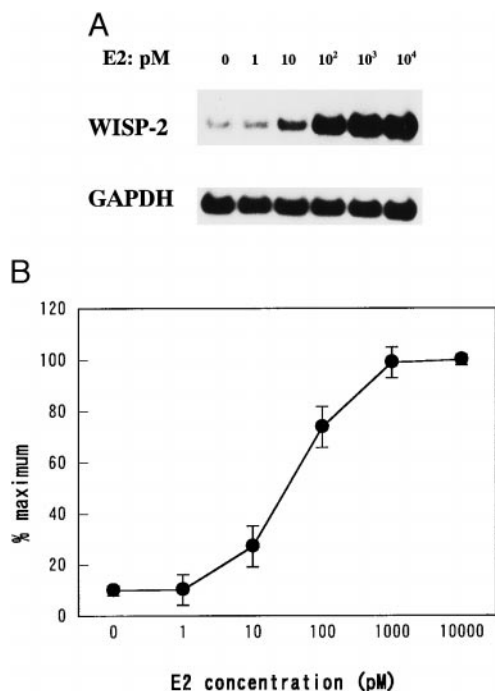 A
E2: pM 0 1 10 10² 10³ 10⁴
WISP-2
GAPDH
B
120
100
80
60
40
20
0
% maximum
0 1 10 100 1000 10000
E2 concentration (pM)